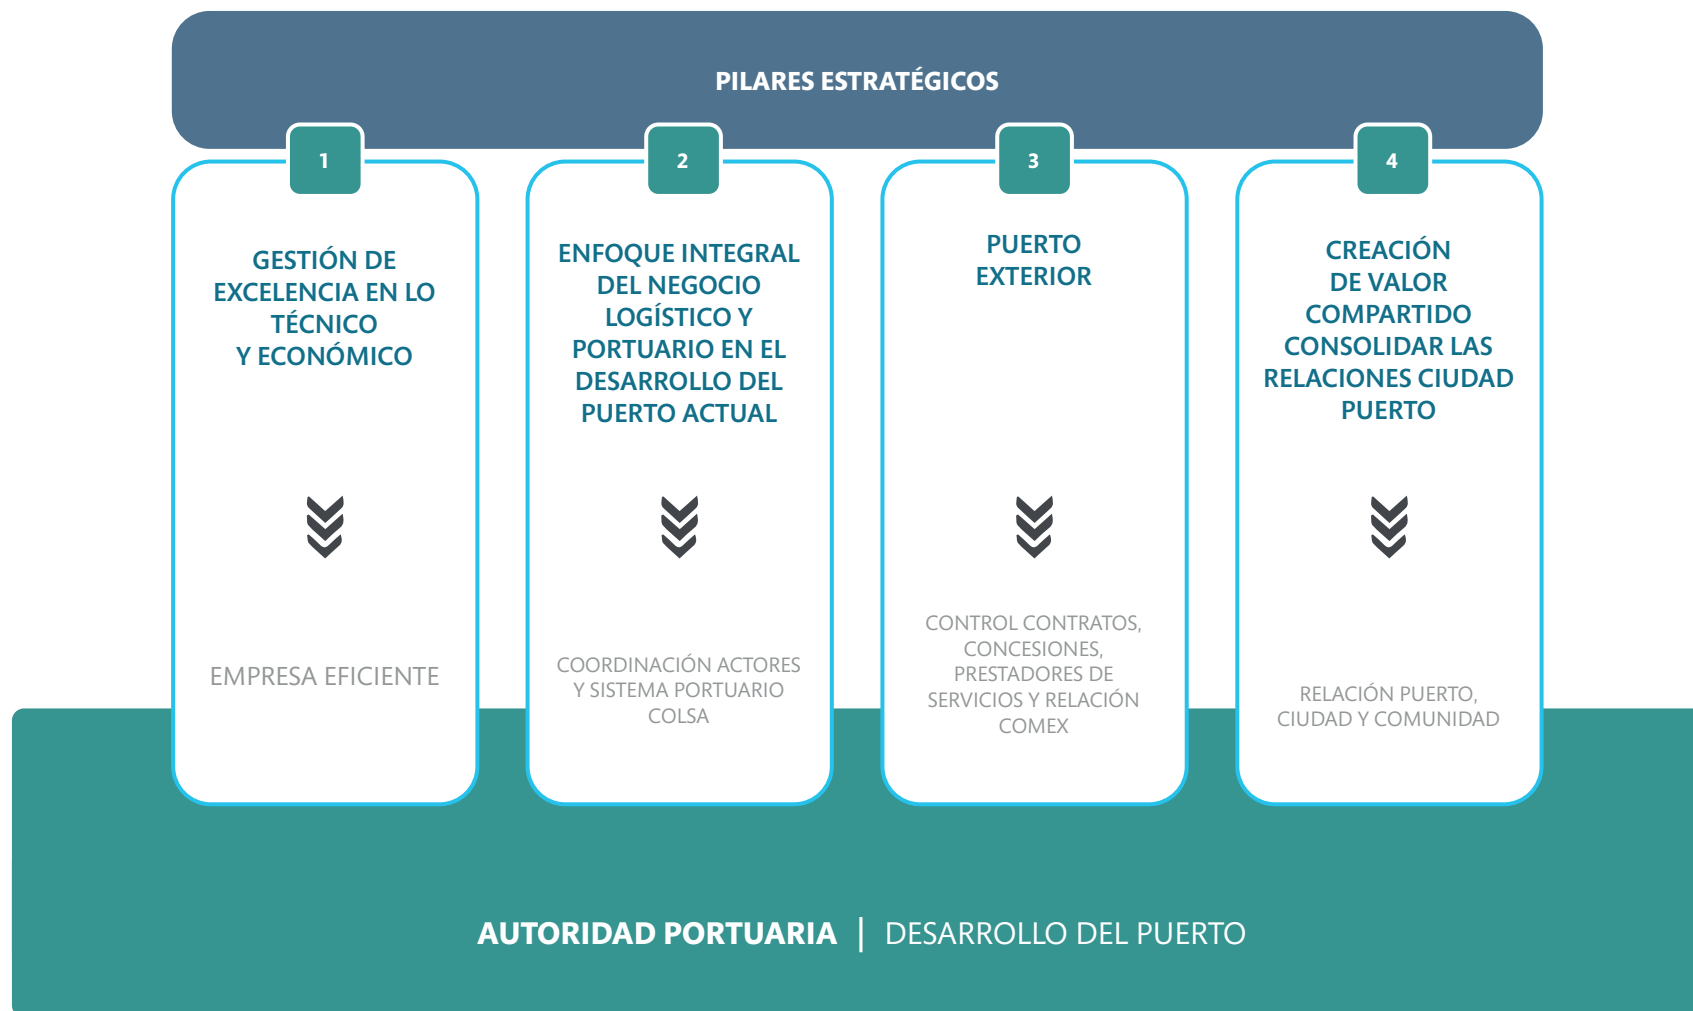 PILARES ESTRATÉGICOS
1
GESTIÓN DE
EXCELENCIA EN LO
TÉCNICO
Y ECONÓMICO
EMPRESA EFICIENTE
2
ENFOQUE INTEGRAL
DEL NEGOCIO
LOGÍSTICO Y
PORTUARIO EN EL
DESARROLLO DEL
PUERTO ACTUAL
COORDINACIÓN ACTORES
Y SISTEMA PORTUARIO
COLSA
3
PUERTO
EXTERIOR
CONTROL CONTRATOS,
CONCESIONES,
PRESTADORES DE
SERVICIOS Y RELACIÓN
COMEX
4
CREACIÓN
DE VALOR
COMPARTIDO
CONSOLIDAR LAS
RELACIONES CIUDAD
PUERTO
RELACIÓN PUERTO,
CIUDAD Y COMUNIDAD
AUTORIDAD PORTUARIA | DESARROLLO DEL PUERTO